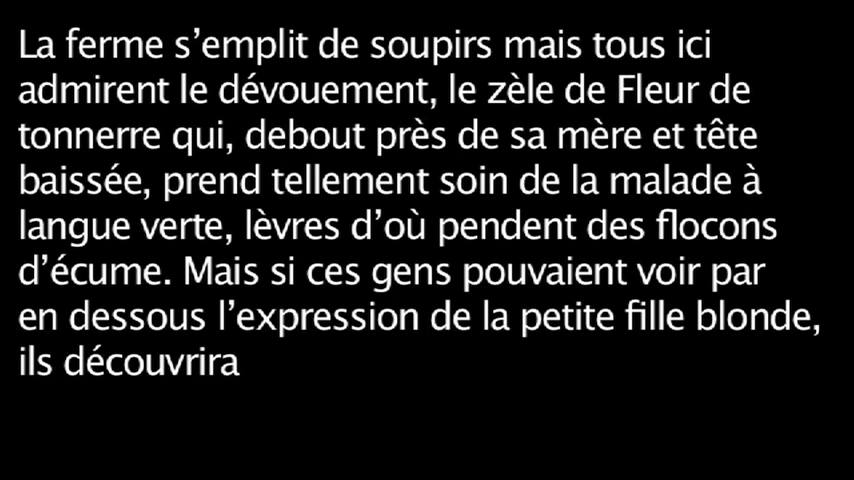 La ferme s’emplit de soupirs mais tous ici
admirent le dévouement, le zèle de Fleur de
tonnerre qui, debout près de sa mère et tête
baissée, prend tellement soin de la malade à
langue verte, lèvres d’où pendent des flocons
d’écume. Mais si ces gens pouvaient voir par
en dessous l’expression de la petite fille blonde,
ils découvrira